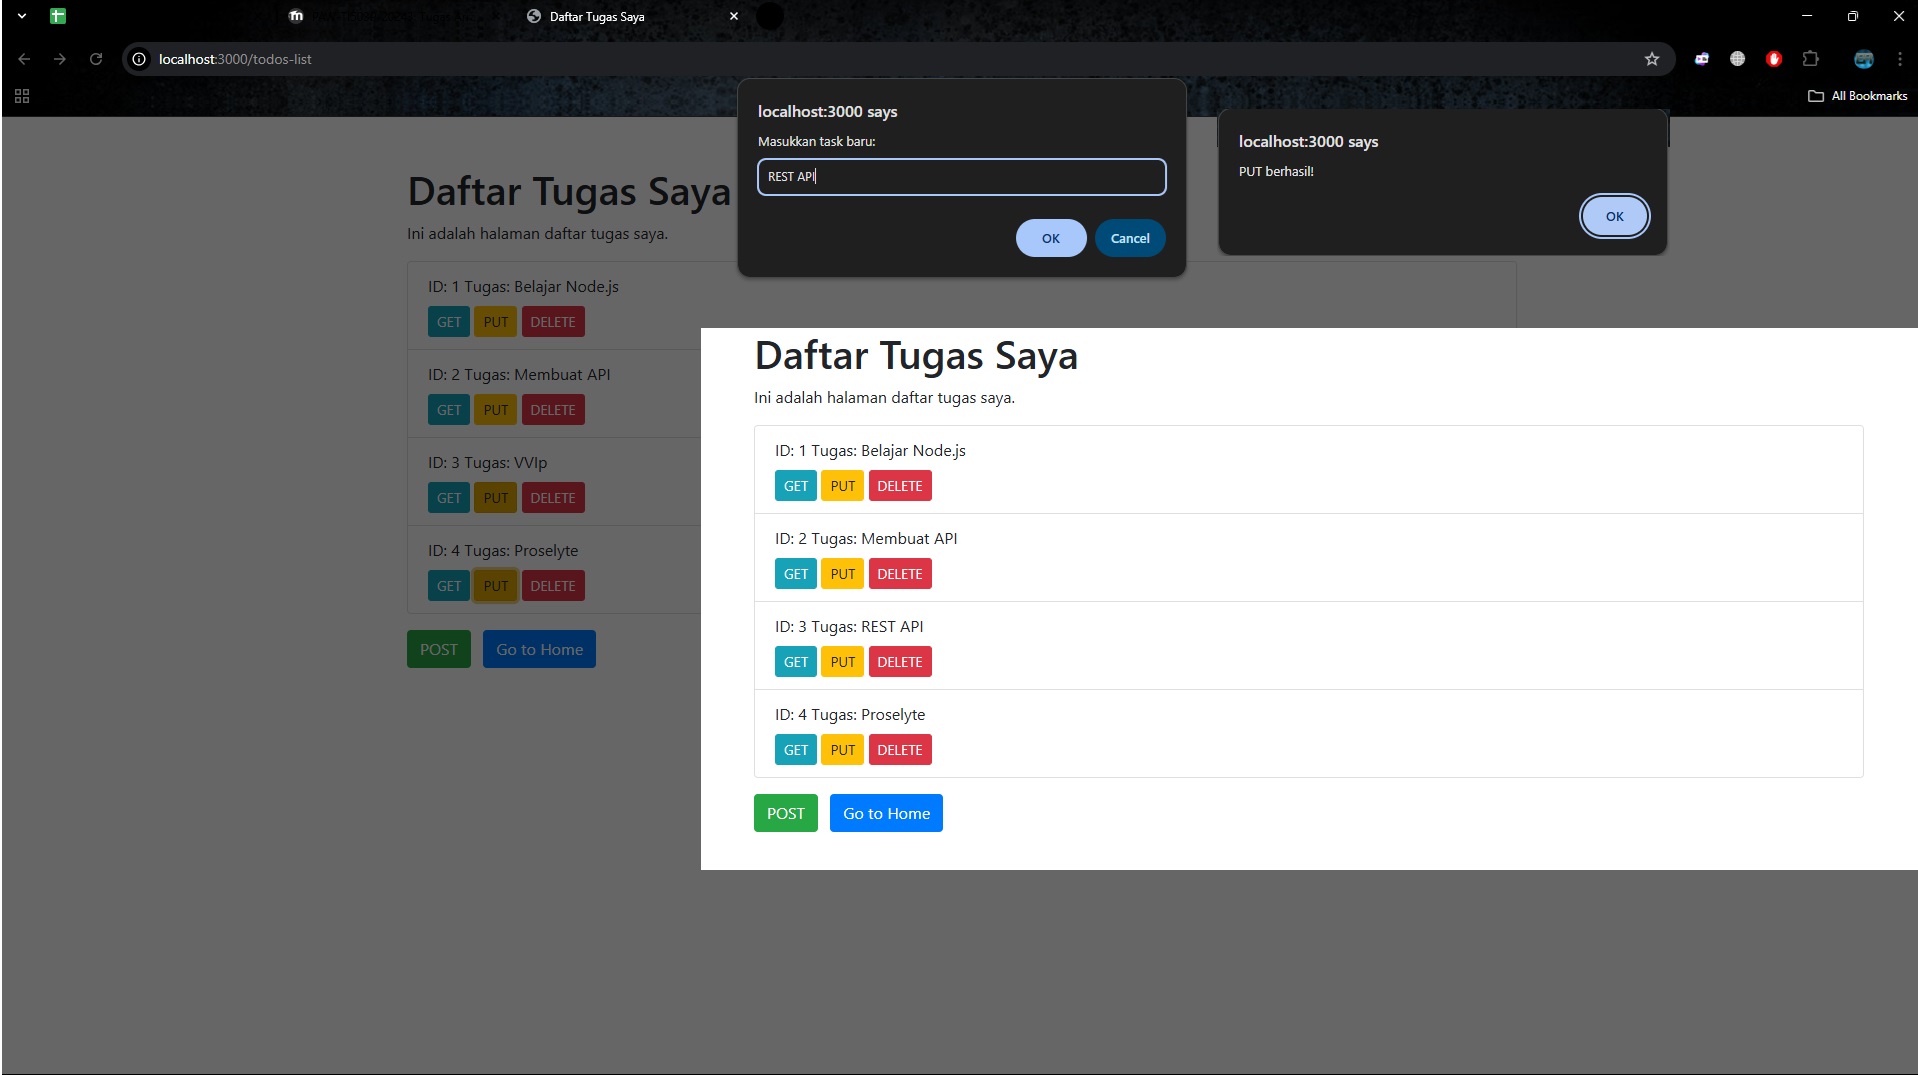 Daftar Tugas Saya
localhost:3000/todos-list
All Bookmarks
localhost:3000 says
Masukkan task baru:
REST API
OK
Cancel
localhost:3000 says
PUT berhasil!
OK
Daftar Tugas Saya
Ini adalah halaman daftar tugas saya.
ID: 1 Tugas: Belajar Node.js
GET PUT DELETE
ID: 2 Tugas: Membuat API
GET PUT DELETE
ID: 3 Tugas: VVIp
GET PUT DELETE
ID: 4 Tugas: Proselyte
GET PUT DELETE
POST Go to Home
Daftar Tugas Saya
Ini adalah halaman daftar tugas saya.
ID: 1 Tugas: Belajar Node.js
GET PUT DELETE
ID: 2 Tugas: Membuat API
GET PUT DELETE
ID: 3 Tugas: REST API
GET PUT DELETE
ID: 4 Tugas: Proselyte
GET PUT DELETE
POST Go to Home